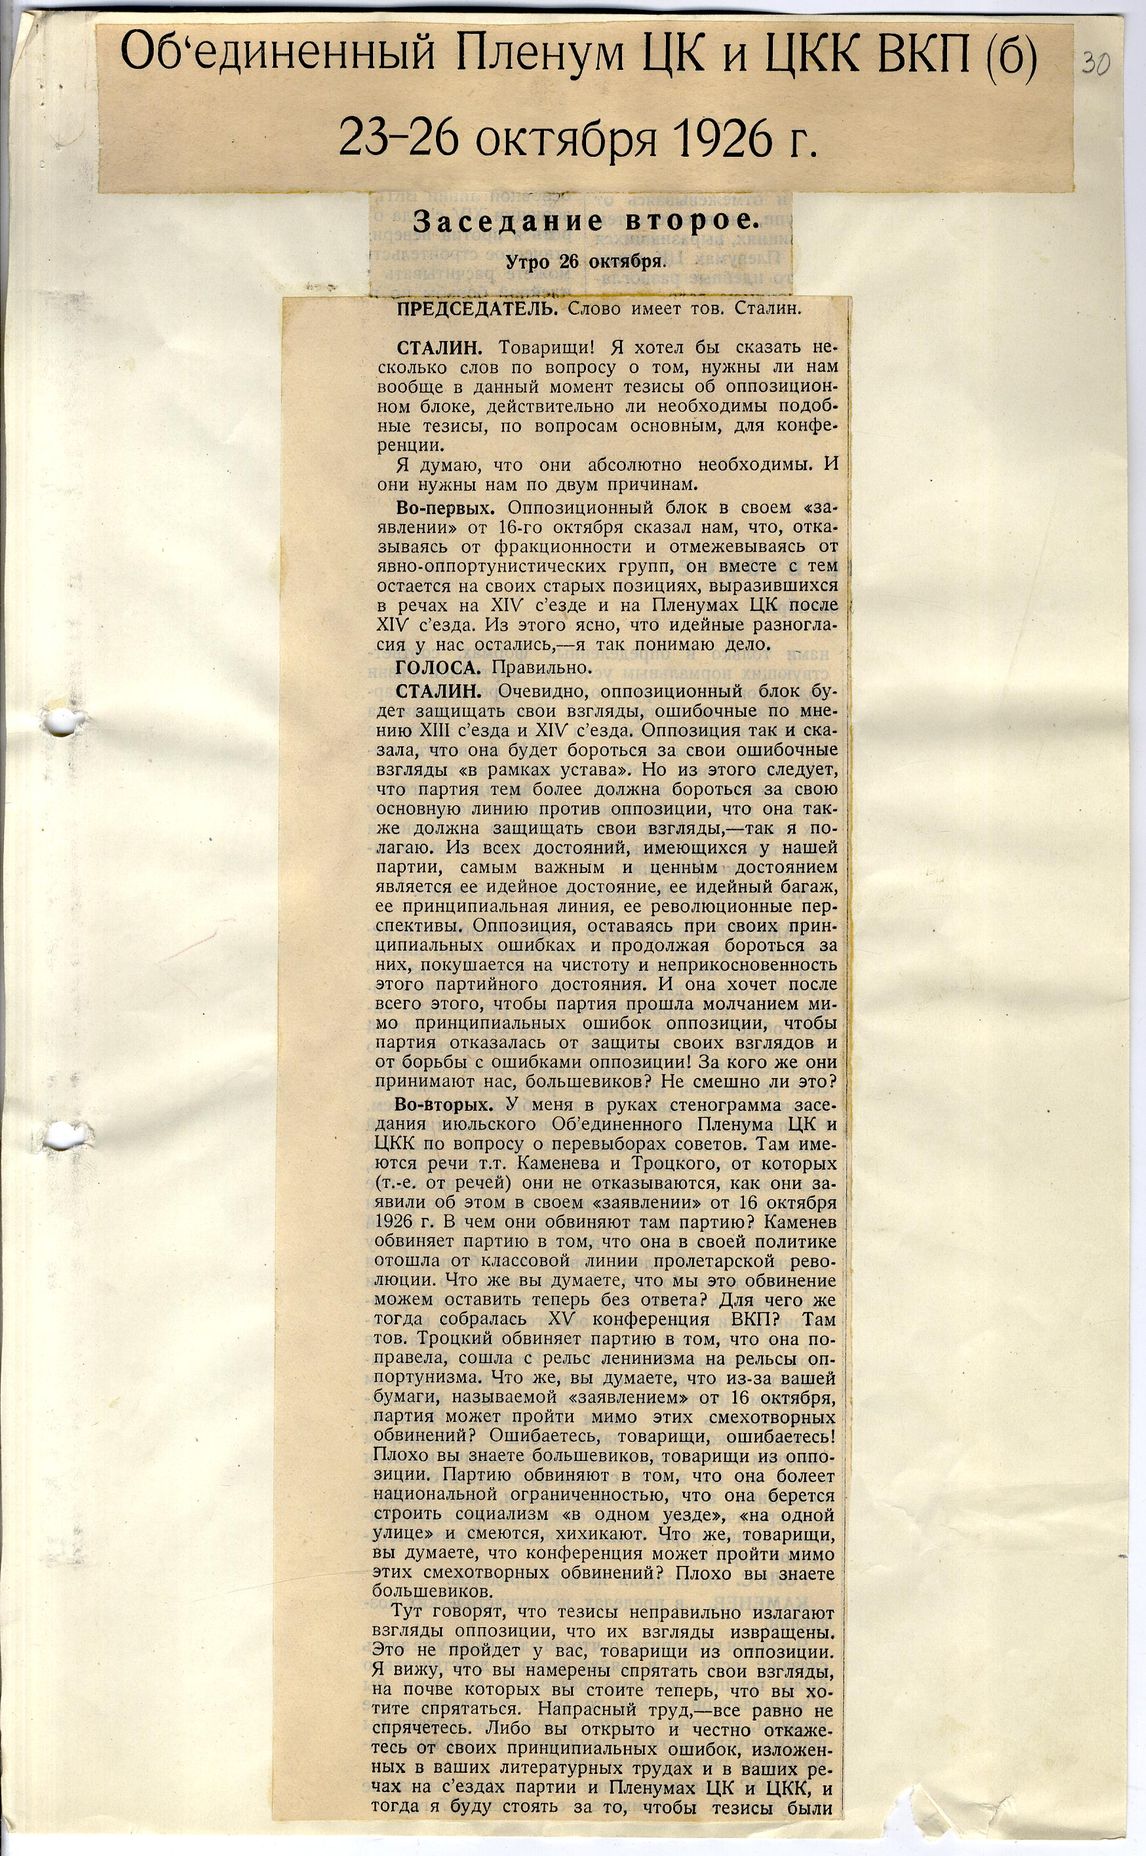 Об‘единенный Пленум ЦК и ЦКК ВКП (б)
30
23–26 октября 1926 г.
Заседание второе.
Утро 26 октября.
ПРЕДСЕДАТЕЛЬ. Слово имеет тов. Сталин.
СТАЛИН. Товарищи! Я хотел бы сказать не-
сколько слов по вопросу о том, нужны ли нам
вообще в данный момент тезисы об оппозицион-
ном блоке, действительно ли необходимы подоб-
ные тезисы, по вопросам основным, для конфе-
ренции.
Я думаю, что они абсолютно необходимы. И
они нужны нам по двум причинам.
Во-первых. Оппозиционный блок в своем «за-
явлении» от 16-го октября сказал нам, что, отка-
зываясь от фракционности и отмежевываясь от
явно-оппортунистических групп, он вместе с тем
остается на своих старых позициях, выразившихся
в речах на XIV с'езде и на Пленумах ЦК после
XIV с'езда. Из этого ясно, что идейные разногла-
сия у нас остались,—я так понимаю дело.
ГОЛОСА. Правильно.
СТАЛИН. Очевидно, оппозиционный блок бу-
дет защищать свои взгляды, ошибочные по мне-
нию XIII с'езда и XIV с'езда. Оппозиция так и ска-
зала, что она будет бороться за свои ошибочные
взгляды «в рамках устава». Но из этого следует,
что партия тем более должна бороться за свою
основную линию против оппозиции, что она так-
же должна защищать свои взгляды,—так я по-
лагаю. Из всех достояний, имеющихся у нашей
партии, самым важным и ценным достоянием
является ее идейное достояние, ее идейный багаж,
ее принципиальная линия, ее революционные пер-
спективы. Оппозиция, оставаясь при своих прин-
ципиальных ошибках и продолжая бороться за
них, покушается на чистоту и неприкосновенность
этого партийного достояния. И она хочет после
всего этого, чтобы партия прошла молчанием ми-
мо принципиальных ошибок оппозиции, чтобы
партия отказалась от защиты своих взглядов и
от борьбы с ошибками оппозиции! За кого же они
принимают нас, большевиков? Не смешно ли это?
Во-вторых. У меня в руках стенограмма засе-
дания июльского Об'единенного Пленума ЦК и
ЦКК по вопросу о перевыборах советов. Там име-
ются речи т.т. Каменева и Троцкого, от которых
(т.-е. от речей) они не отказываются, как они за-
явили об этом в своем «заявлении» от 16 октября
1926 г. В чем они обвиняют там партию? Каменев
обвиняет партию в том, что она в своей политике
отошла от классовой линии пролетарской рево-
люции. Что же вы думаете, что мы это обвинение
можем оставить теперь без ответа? Для чего же
тогда собралась XV конференция ВКП? Там
тов. Троцкий обвиняет партию в том, что она по-
правела, сошла с рельс ленинизма на рельсы оп-
портунизма. Что же, вы думаете, что из-за вашей
бумаги, называемой «заявлением» от 16 октября,
партия может пройти мимо этих смехотворных
обвинений? Ошибаетесь, товарищи, ошибаетесь!
Плохо вы знаете большевиков, товарищи из оппо-
зиции. Партию обвиняют в том, что она болеет
национальной ограниченностью, что она берется
строить социализм «в одном уезде», «на одной
улице» и смеются, хихикают. Что же, товарищи,
вы думаете, что конференция может пройти мимо
этих смехотворных обвинений? Плохо вы знаете
большевиков.
Тут говорят, что тезисы неправильно излагают
взгляды оппозиции, что их взгляды извращены.
Это не пройдет у вас, товарищи из оппозиции.
Я вижу, что вы намерены спрятать свои взгляды,
на почве которых вы стоите теперь, что вы хо-
тите спрятаться. Напрасный труд,—все равно не
спрячетесь. Либо вы открыто и честно откаже-
тесь от своих принципиальных ошибок, изложен-
ных в ваших литературных трудах и в ваших ре-
чах на с'ездах партии и Пленумах ЦК и ЦКК, и
тогда я буду стоять за то, чтобы тезисы были